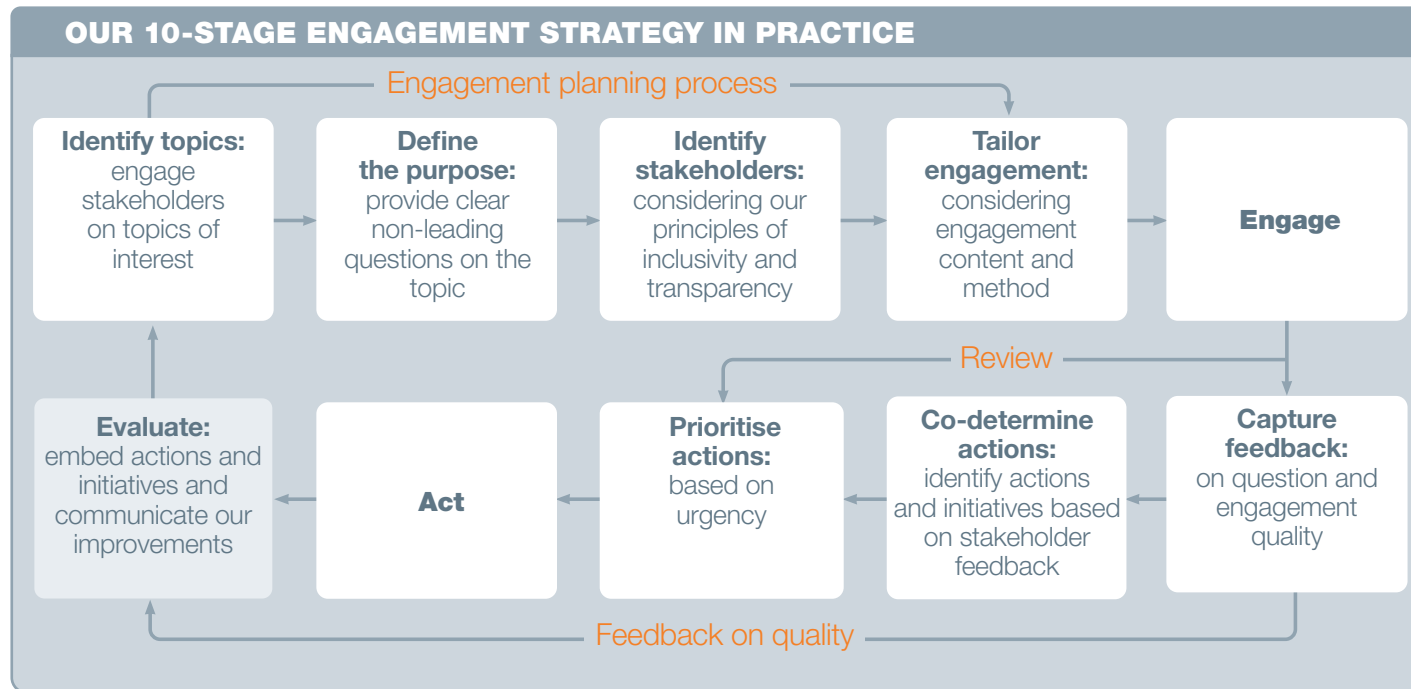 OUR 10-STAGE ENGAGEMENT STRATEGY IN PRACTICE
Engagement planning process
Identify topics:
engage
stakeholders
on topics of
interest
Define
the purpose:
provide clear
non-leading
questions on the
topic
Identify
stakeholders:
considering our
principles of
inclusivity and
transparency
Tailor
engagement:
considering
engagement
content and
method
Engage
Review
Evaluate:
embed actions and
initiatives and
communicate our
improvements
Act
Prioritise
actions:
based on
urgency
Co-determine
actions:
identify actions
and initiatives based
on stakeholder
feedback
Capture
feedback:
on question and
engagement
quality
Feedback on quality